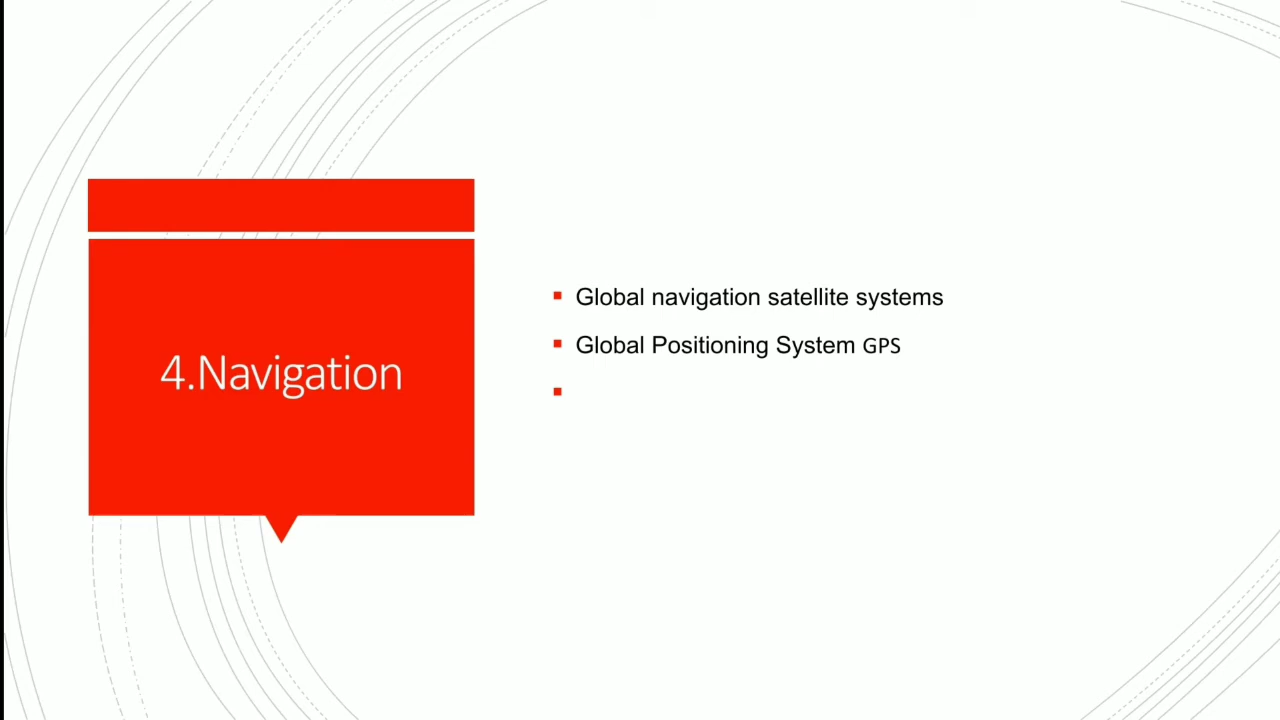 4.Navigation
Global navigation satellite systems
Global Positioning System GPS